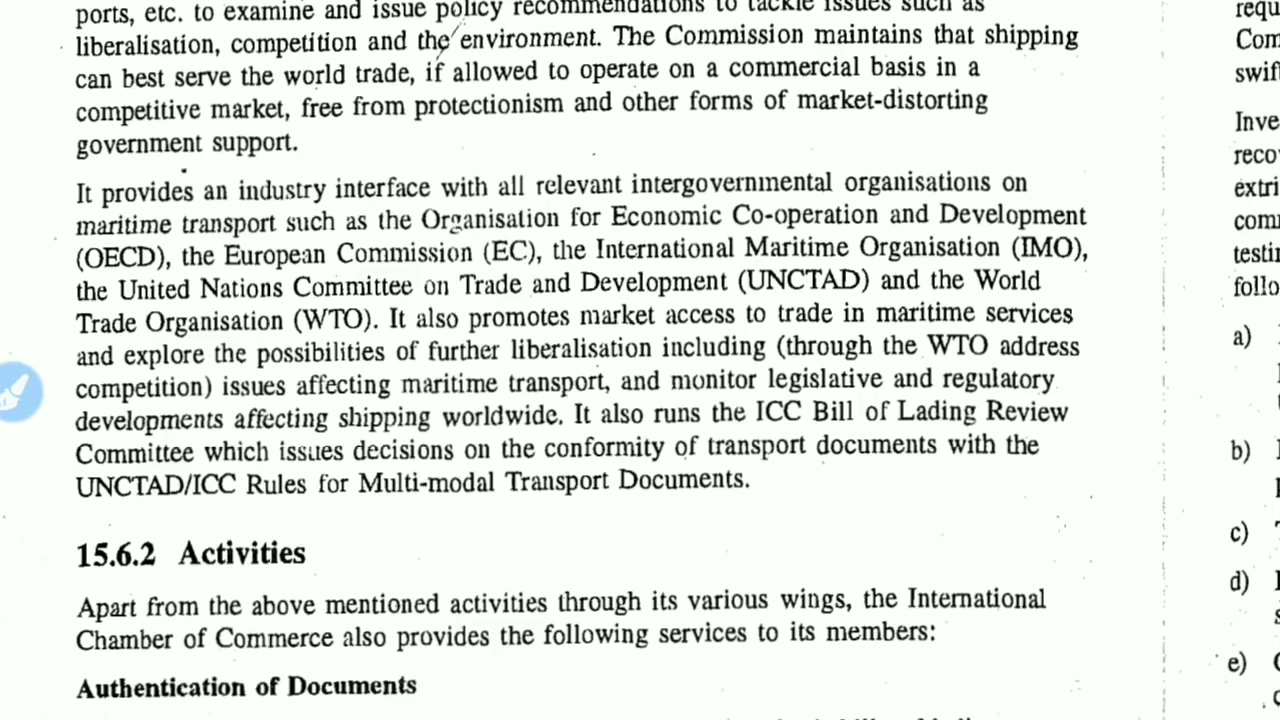 ports, etc. to examine and issue policy recommendations to tackle issues such as
liberalisation, competition and the environment. The Commission maintains that shipping
can best serve the world trade, if allowed to operate on a commercial basis in a
competitive market, free from protectionism and other forms of market-distorting
government support.
It provides an industry interface with all relevant intergovernmental organisations on
maritime transport such as the Organisation for Economic Co-operation and Development
(OECD), the European Commission (EC), the International Maritime Organisation (IMO),
the United Nations Committee on Trade and Development (UNCTAD) and the World
Trade Organisation (WTO). It also promotes market access to trade in maritime services
and explore the possibilities of further liberalisation including (through the WTO address
competition) issues affecting maritime transport, and monitor legislative and regulatory
developments affecting shipping worldwide. It also runs the ICC Bill of Lading Review
Committee which issues decisions on the conformity of transport documents with the
UNCTAD/ICC Rules for Multi-modal Transport Documents.
15.6.2 Activities
Apart from the above mentioned activities through its various wings, the International
Chamber of Commerce also provides the following services to its members:
Authentication of Documents
requ
Com
swif
Inve
reco
extri
com
testi
follo
a)
b)
c)
d)
e)